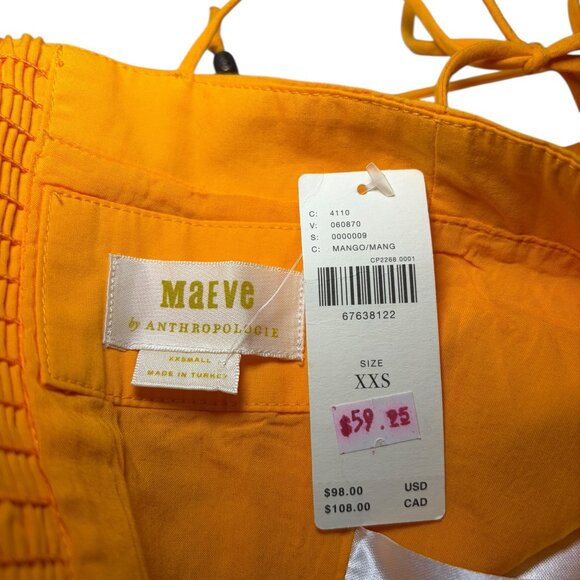 MAEVE
by ANTHROPOLOGIE
XXSMALL
MADE IN TURKEY
C: 4110
V: 060870
S: 0000009
C: MANGO/MANG
CP2268.0001
67638122
SIZE
XXS
$59.25
$98.00 USD
$108.00 CAD